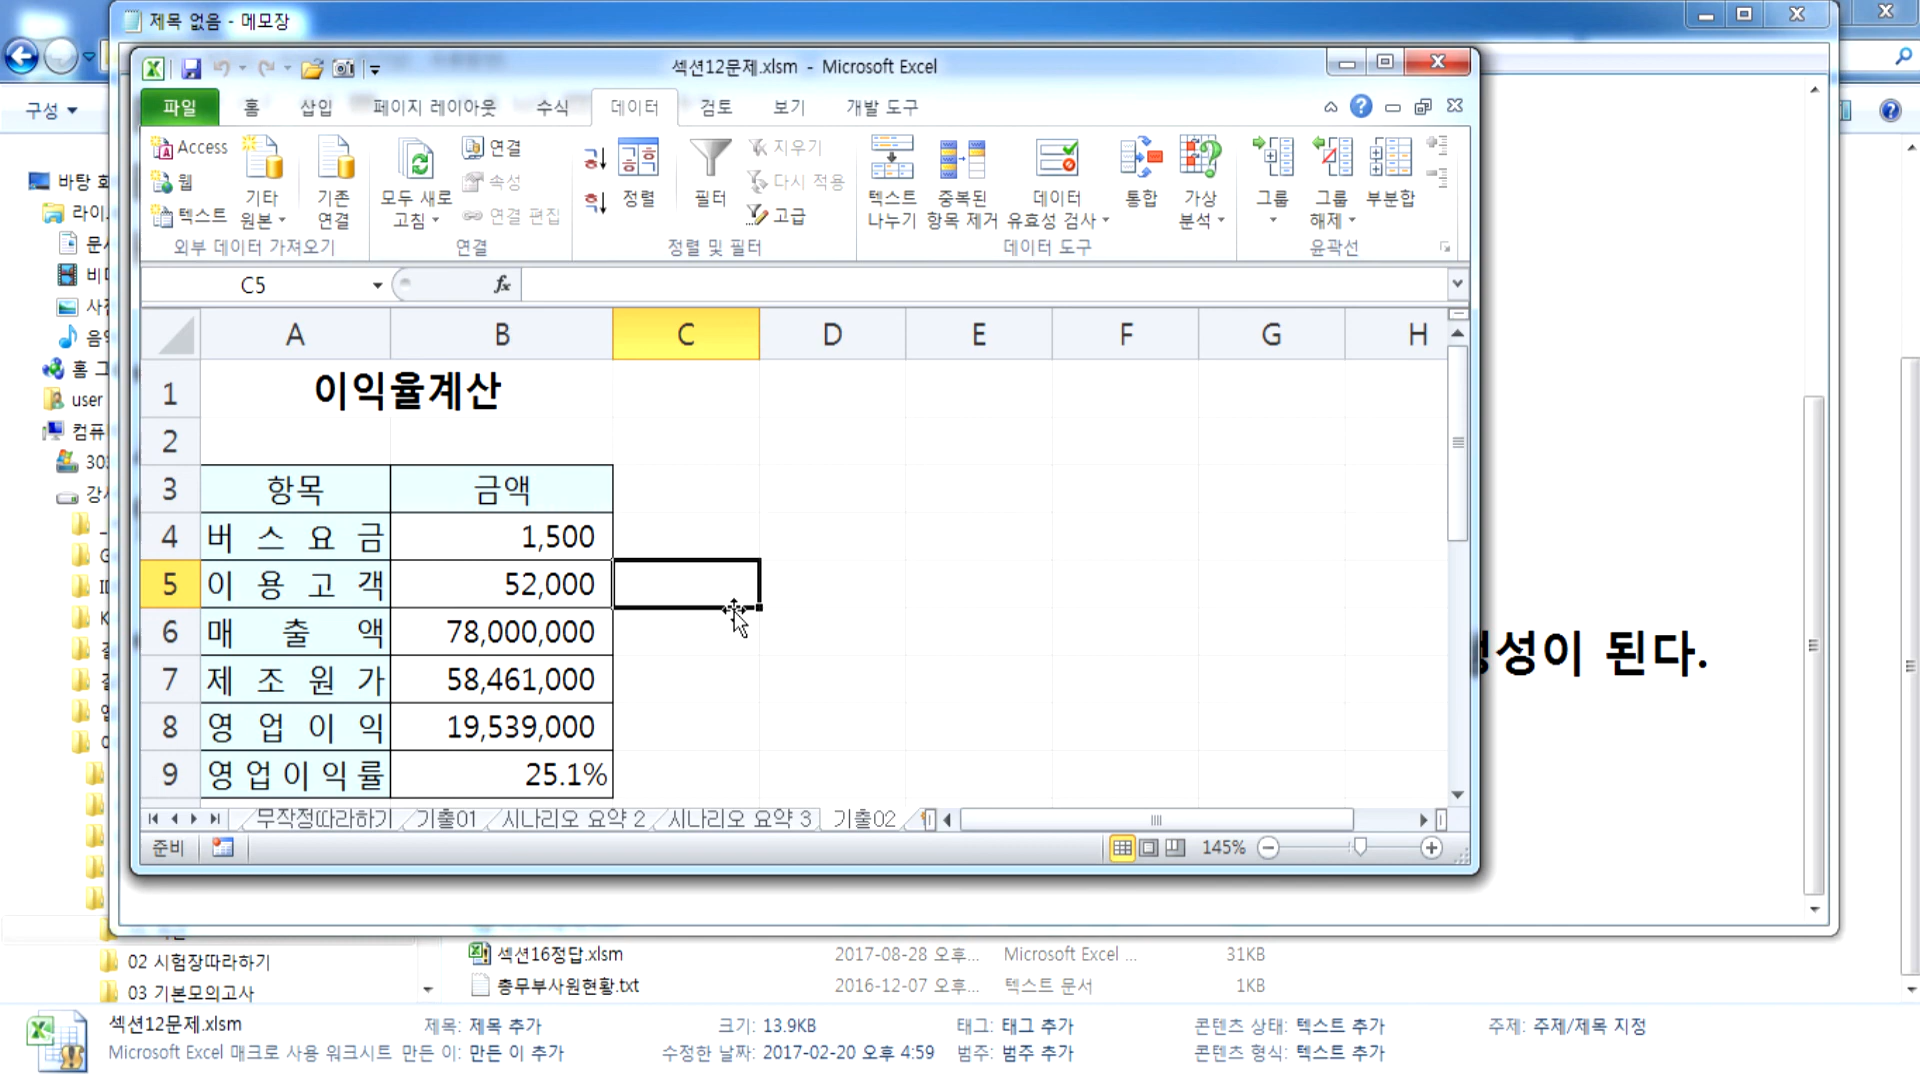 제목 없음 - 메모장
섹션12문제.xlsm - Microsoft Excel
구성
파일 홈 삽입 페이지 레이아웃 수식 데이터 검토 보기 개발 도구
Access
웹
텍스트
기타 원본
기존 연결
외부 데이터 가져오기
모두 새로 고침
연결
속성
연결 편집
연결
정렬
필터
지우기
다시 적용
고급
정렬 및 필터
텍스트 나누기
중복된 항목 제거
데이터 유효성 검사
통합
가상 분석
데이터 도구
그룹
그룹 해제
부분합
윤곽선
C5
fx
A B C D E F G H
1 이익율계산
2
3 항목 금액
4 버스요금 1,500
5 이용고객 52,000
6 매출액 78,000,000
7 제조원가 58,461,000
8 영업이익 19,539,000
9 영업이익률 25.1%
무작정따라하기 기출01 시나리오 요약 2 시나리오 요약 3 기출02
준비
145%
바탕
user
성이 된다.
02 시험장따라하기
03 기본모의고사
섹션16정답.xlsm 2017-08-28 오후... Microsoft Excel ... 31KB
총무부사원현황.txt 2016-12-07 오후... 텍스트 문서 1KB
섹션12문제.xlsm 제목: 제목 추가 크기: 13.9KB 태그: 태그 추가 콘텐츠 상태: 텍스트 추가 주제: 주제/제목 지정
Microsoft Excel 매크로 사용 워크시트 만든 이: 만든 이 추가 수정한 날짜: 2017-02-20 오후 4:59 범주: 범주 추가 콘텐츠 형식: 텍스트 추가